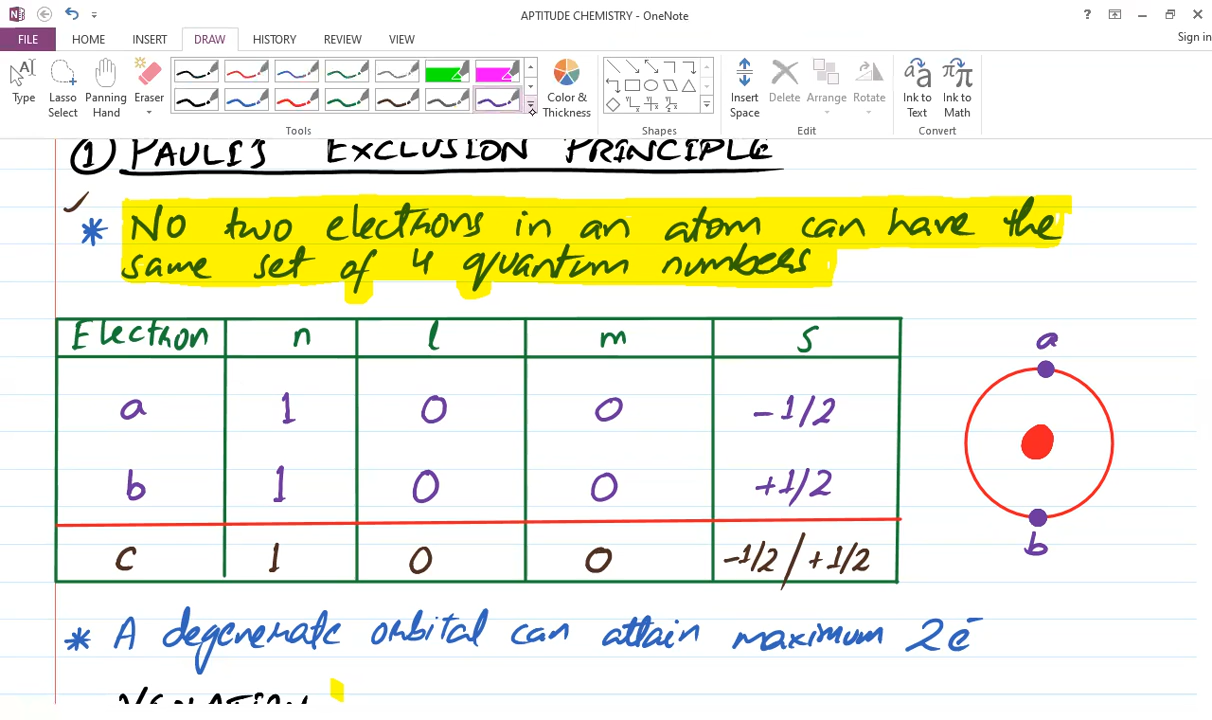 APTITUDE CHEMISTRY - OneNote
Sign in
FILE HOME INSERT DRAW HISTORY REVIEW VIEW
Type Lasso Select Panning Hand Eraser Color & Thickness Insert Space Delete Arrange Rotate Ink to Text Ink to Math
Tools Shapes Edit Convert
① PAULI'S EXCLUSION PRINCIPLE
* No two electrons in an atom can have the
same set of 4 quantum numbers
Electron n l m s
a 1 0 0 -1/2
b 1 0 0 +1/2
c 1 0 0 -1/2 / +1/2
a
b
* A degenerate orbital can attain maximum 2e⁻